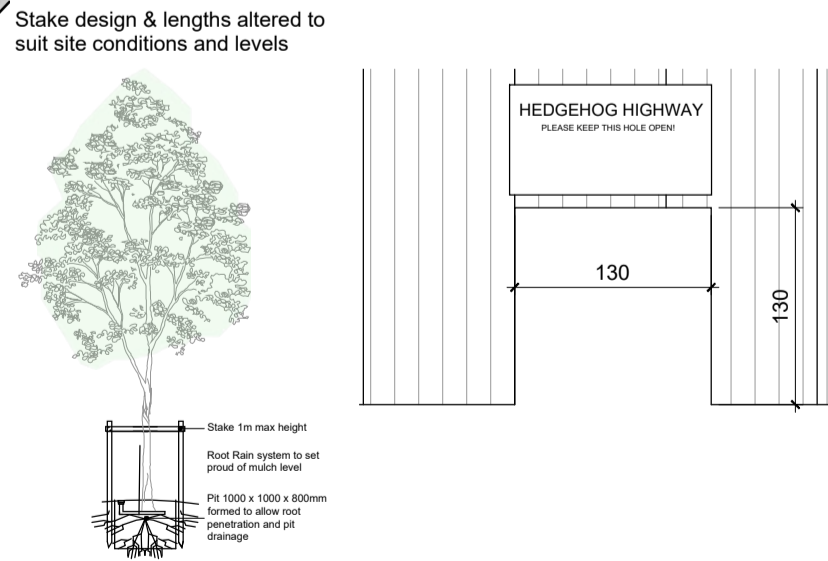 Stake design & lengths altered to
suit site conditions and levels
HEDGEHOG HIGHWAY
PLEASE KEEP THIS HOLE OPEN!
130
130
Stake 1m max height
Root Rain system to set
proud of mulch level
Pit 1000 x 1000 x 800mm
formed to allow root
penetration and pit
drainage